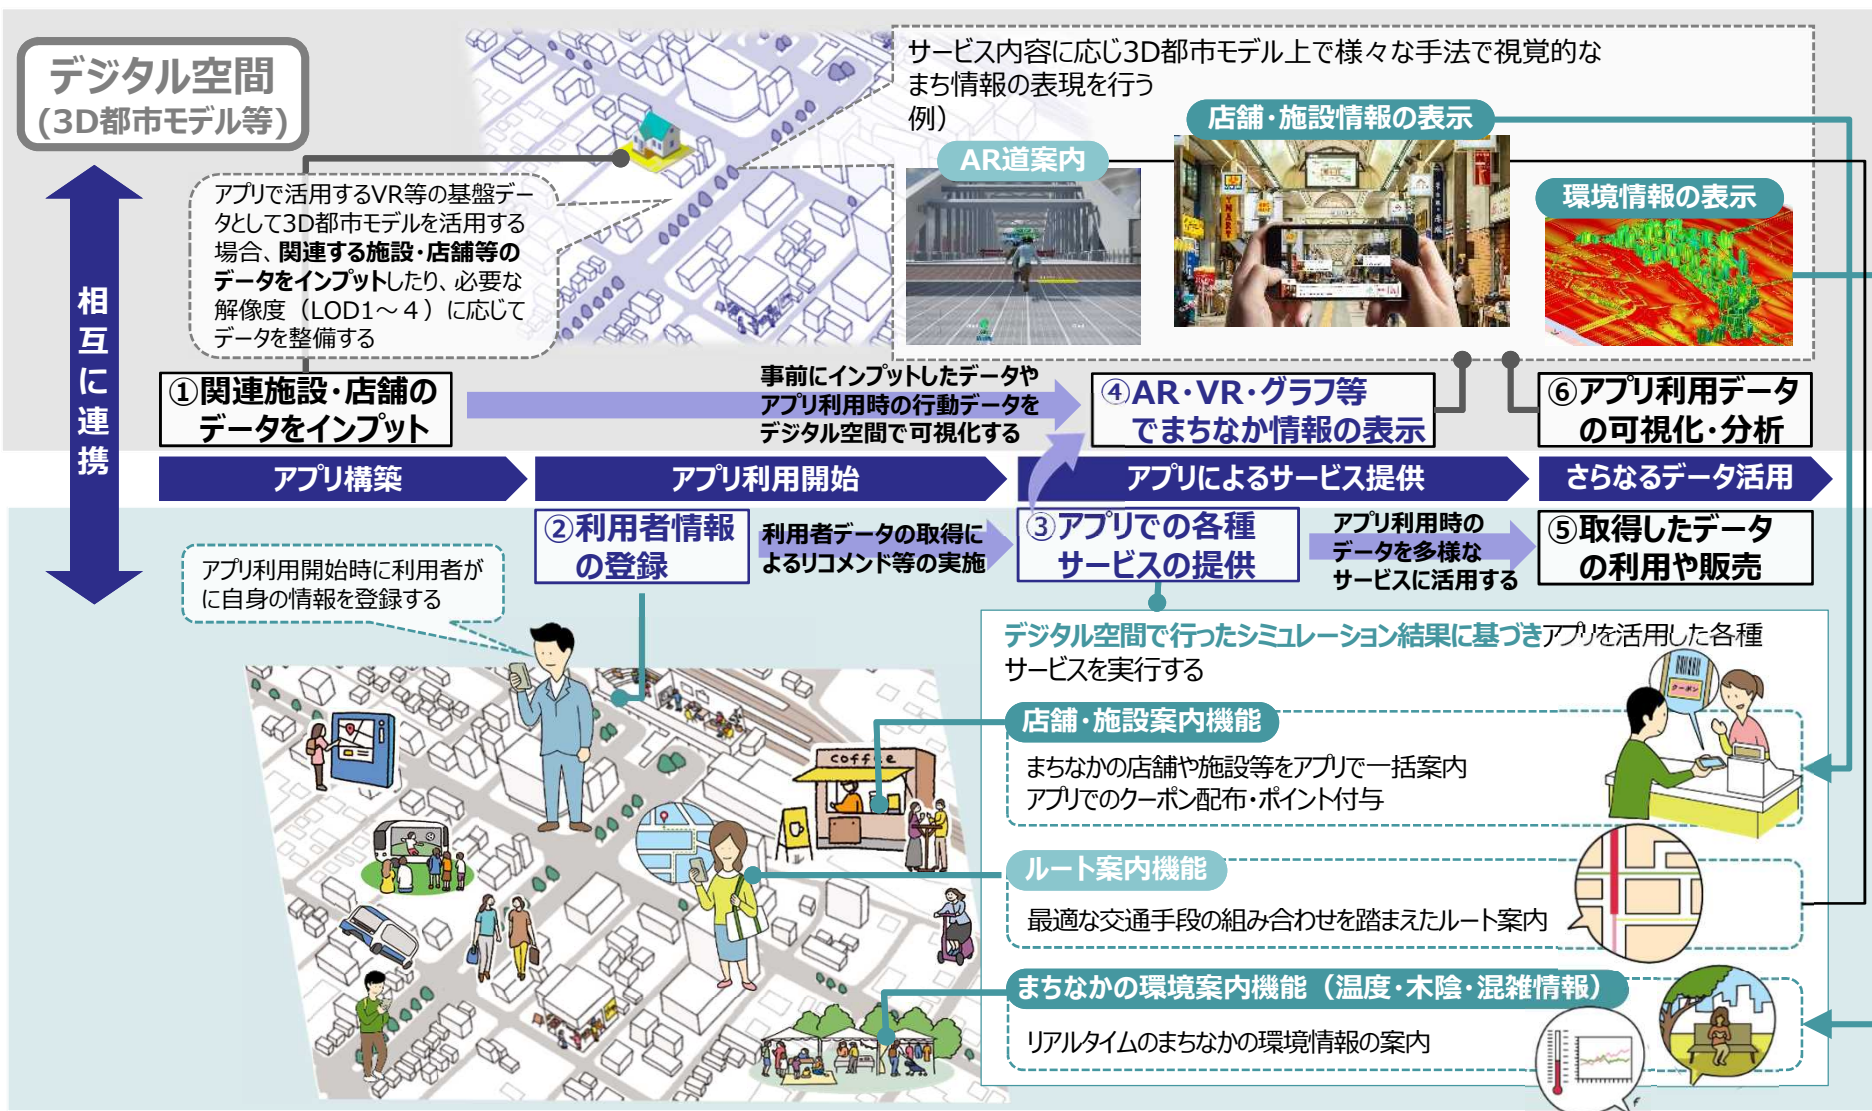 デジタル空間
(3D都市モデル等)
相互に連携
アプリで活用するVR等の基盤デー
タとして3D都市モデルを活用する
場合、関連する施設・店舗等の
データをインプットしたり、必要な
解像度（LOD1～４）に応じて
データを整備する
サービス内容に応じ3D都市モデル上で様々な手法で視覚的な
まち情報の表現を行う
例）
AR道案内
店舗・施設情報の表示
環境情報の表示
①関連施設・店舗の
データをインプット
事前にインプットしたデータや
アプリ利用時の行動データを
デジタル空間で可視化する
④AR・VR・グラフ等
でまちなか情報の表示
⑥アプリ利用データ
の可視化・分析
アプリ構築
アプリ利用開始
アプリによるサービス提供
さらなるデータ活用
②利用者情報
の登録
利用者データの取得に
よるリコメンド等の実施
③アプリでの各種
サービスの提供
アプリ利用時の
データを多様な
サービスに活用する
⑤取得したデータ
の利用や販売
アプリ利用開始時に利用者が
に自身の情報を登録する
デジタル空間で行ったシミュレーション結果に基づきアプリを活用した各種
サービスを実行する
クーポン
店舗・施設案内機能
まちなかの店舗や施設等をアプリで一括案内
アプリでのクーポン配布・ポイント付与
coffee
ルート案内機能
最適な交通手段の組み合わせを踏まえたルート案内
まちなかの環境案内機能（温度・木陰・混雑情報）
リアルタイムのまちなかの環境情報の案内